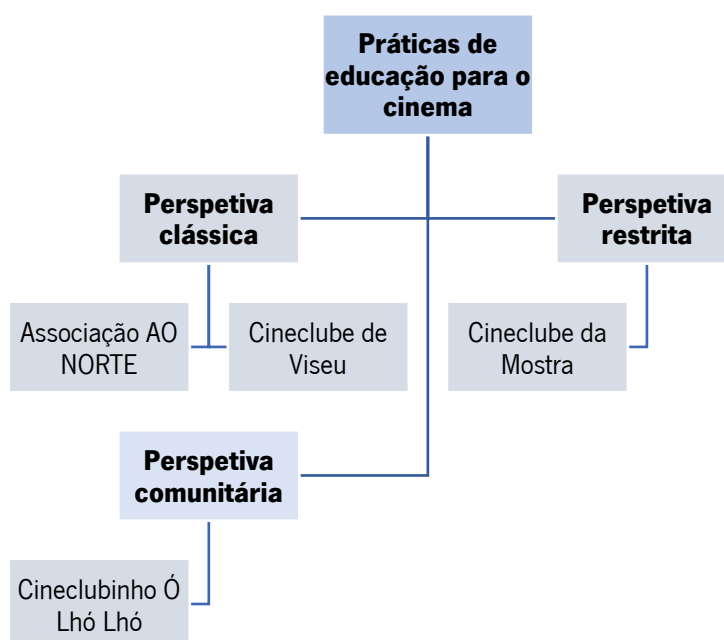 Práticas de
educação para o
cinema
Perspetiva
clássica
Perspetiva
restrita
Associação AO
NORTE
Cineclube de
Viseu
Cineclube da
Mostra
Perspetiva
comunitária
Cineclubinho Ó
Lhó Lhó